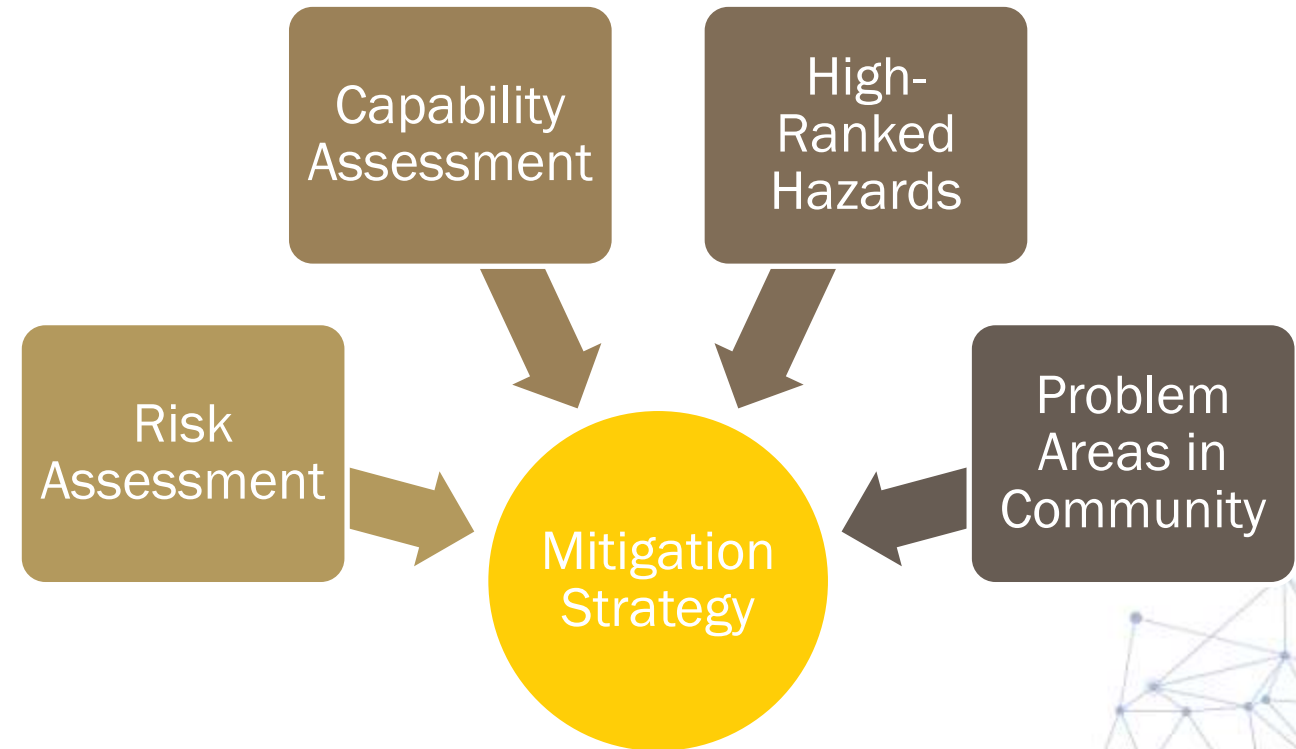 Capability
Assessment
High-
Ranked
Hazards
Risk
Assessment
Problem
Areas in
Community
Mitigation
Strategy